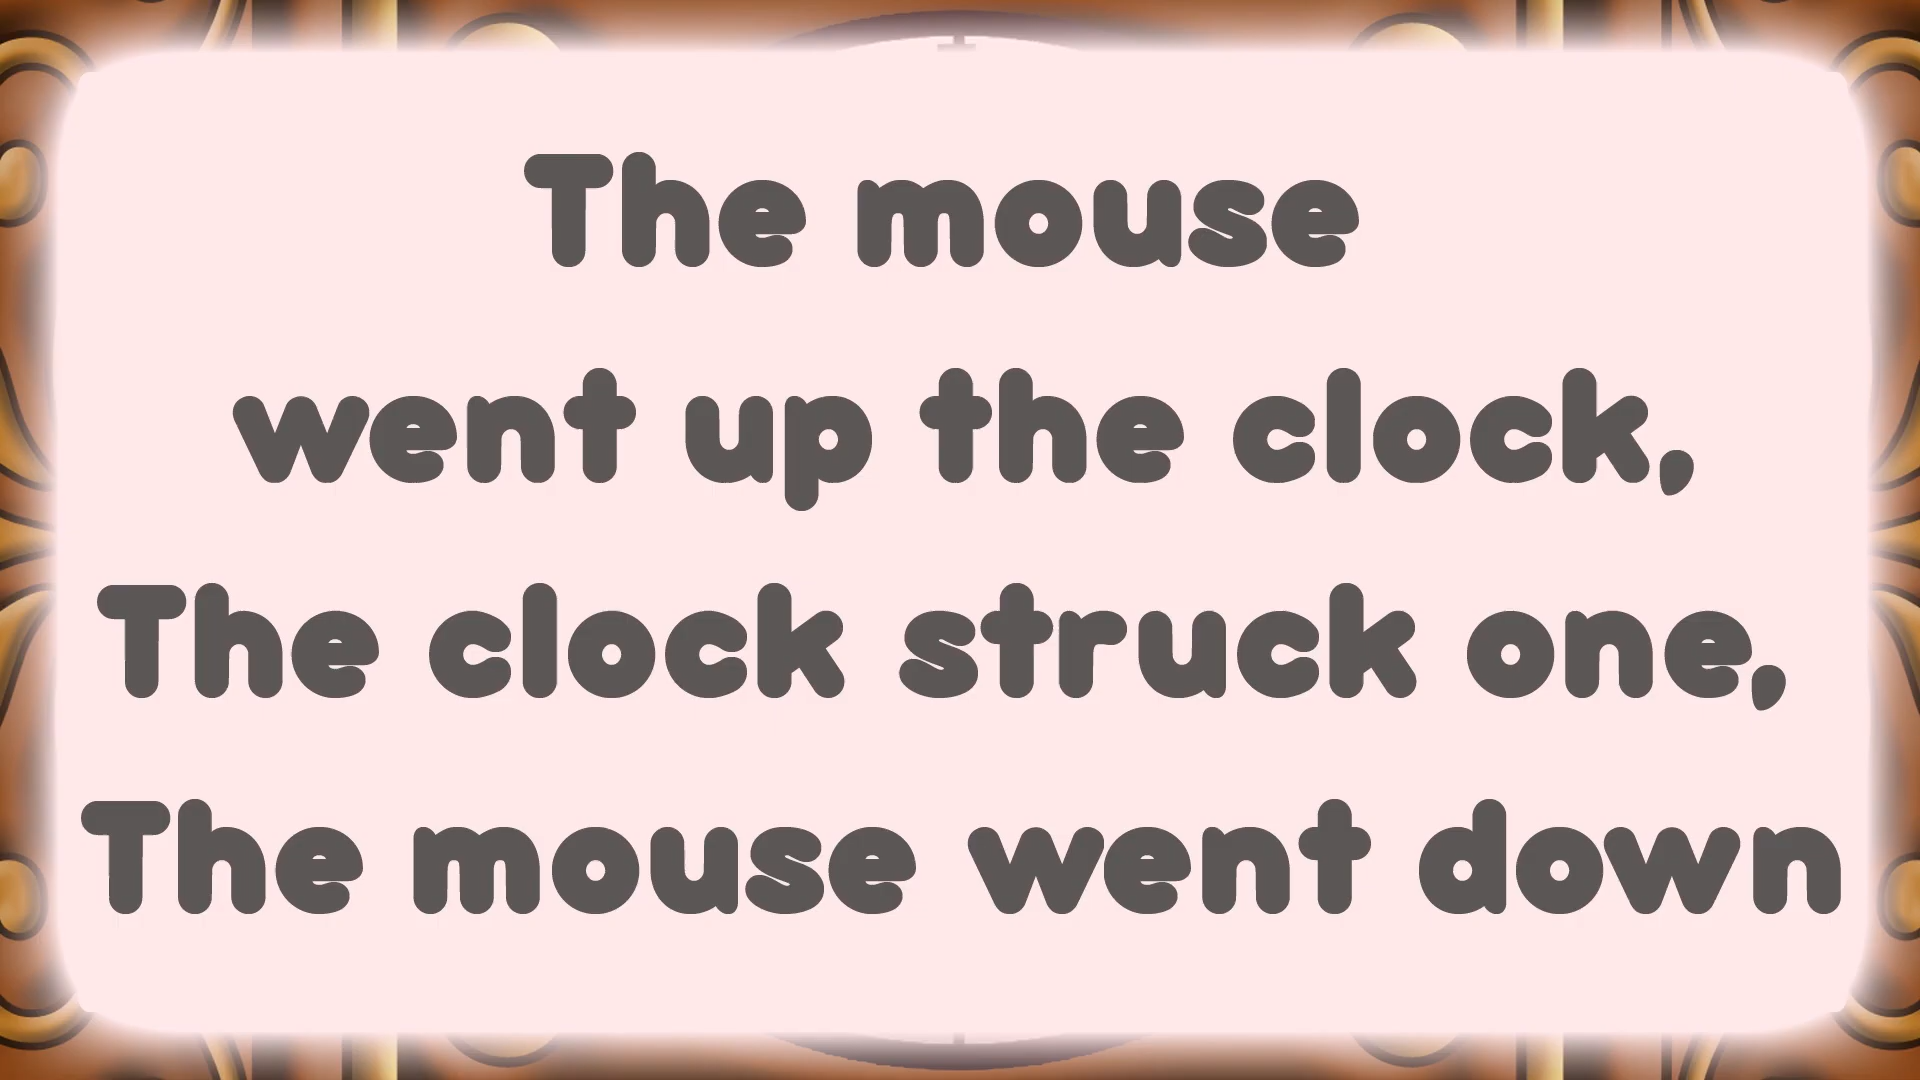 The mouse
went up the clock,
The clock struck one,
The mouse went down